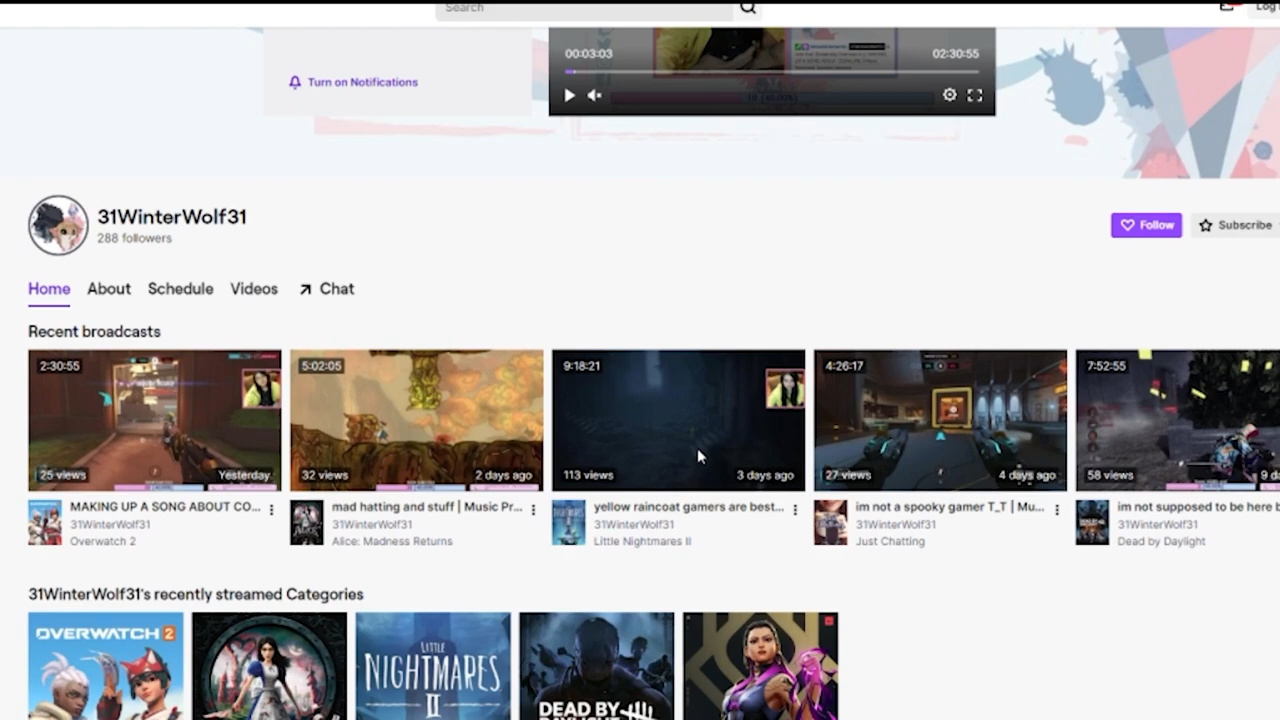 Search
Log
00:03:03
02:30:55
Turn on Notifications
31WinterWolf31
288 followers
Follow
Subscribe
Home
About
Schedule
Videos
Chat
Recent broadcasts
2:30:55
25 views
Yesterday
MAKING UP A SONG ABOUT CO...
31WinterWolf31
Overwatch 2
5:02:05
32 views
2 days ago
mad hatting and stuff | Music Pr...
31WinterWolf31
Alice: Madness Returns
9:18:21
113 views
3 days ago
yellow raincoat gamers are best...
31WinterWolf31
Little Nightmares II
4:26:17
27 views
4 days ago
im not a spooky gamer T_T | Mu...
31WinterWolf31
Just Chatting
7:52:55
58 views
9 d
im not supposed to be here b
31WinterWolf31
Dead by Daylight
31WinterWolf31's recently streamed Categories
OVERWATCH 2
LITTLE
NIGHTMARES
II
DEAD BY
DAYLIGHT